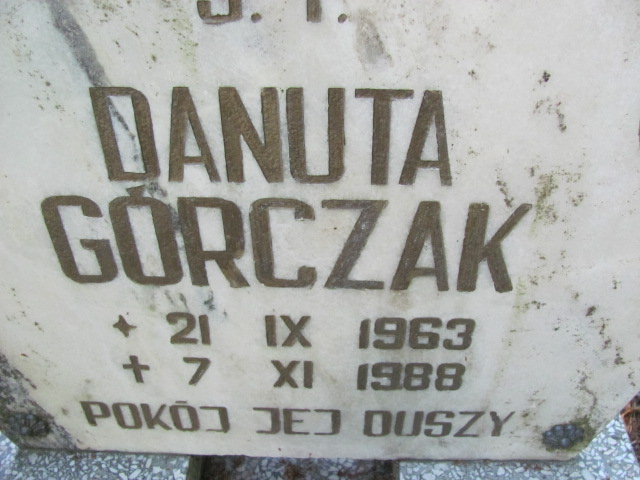 Ś. P.
DANUTA
GÓRCZAK
★ 21 IX 1963
✝ 7 XI 1988
POKÓJ JEJ DUSZY